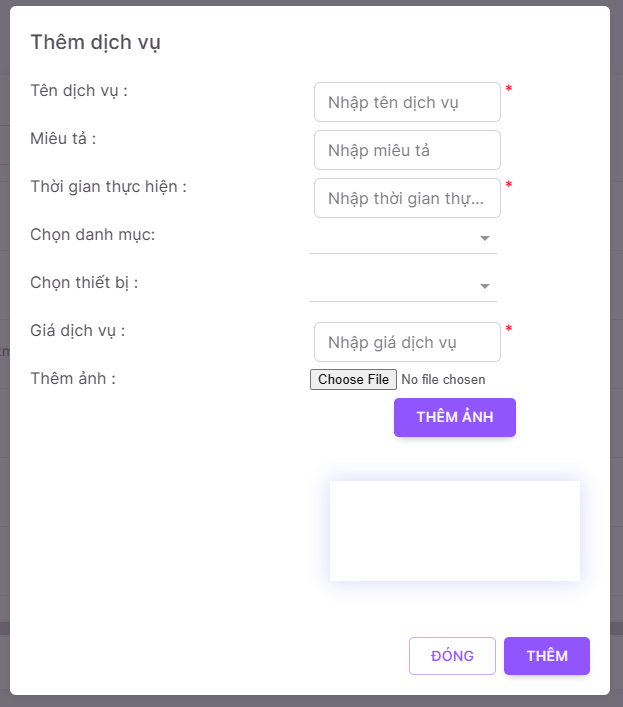 Thêm dịch vụ
Tên dịch vụ :
Nhập tên dịch vụ *
Miêu tả :
Nhập miêu tả
Thời gian thực hiện :
Nhập thời gian thự... *
Chọn danh mục:
Chọn thiết bị :
Giá dịch vụ :
Nhập giá dịch vụ *
Thêm ảnh :
Choose File No file chosen
THÊM ẢNH
ĐÓNG THÊM